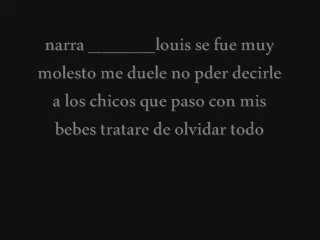 narra ______louis se fue muy
molesto me duele no pder decirle
a los chicos que paso con mis
bebes tratare de olvidar todo